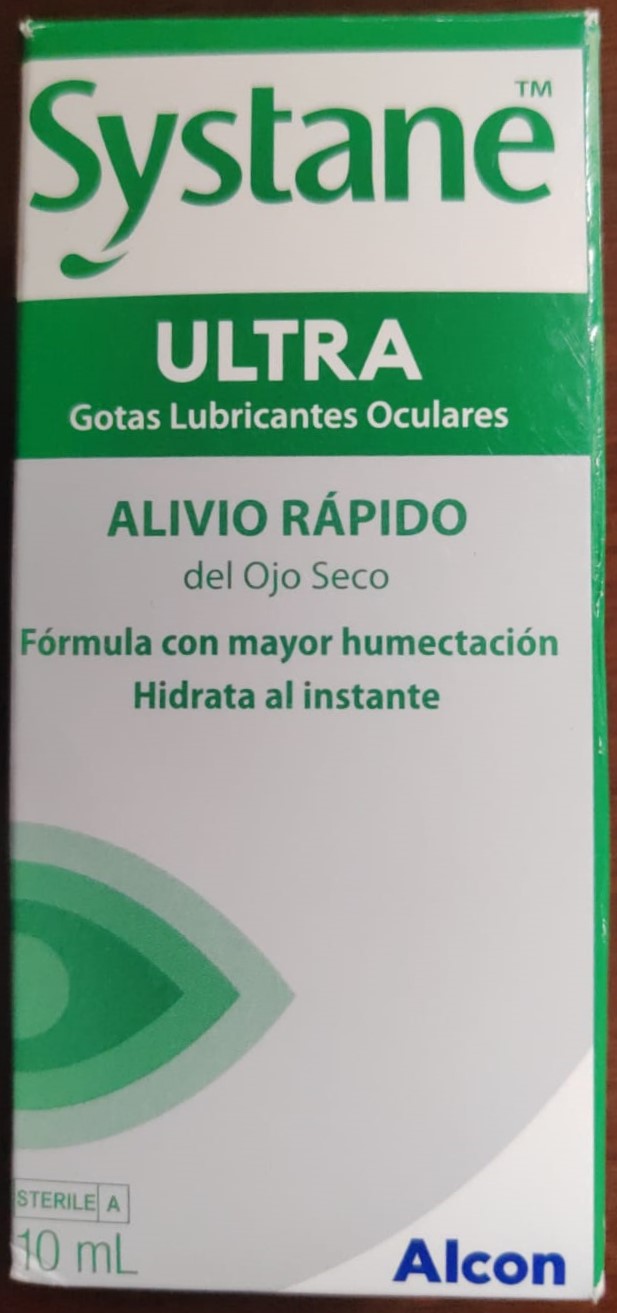 Systane™
ULTRA
Gotas Lubricantes Oculares
ALIVIO RÁPIDO
del Ojo Seco
Fórmula con mayor humectación
Hidrata al instante
STERILE A
10 mL
Alcon